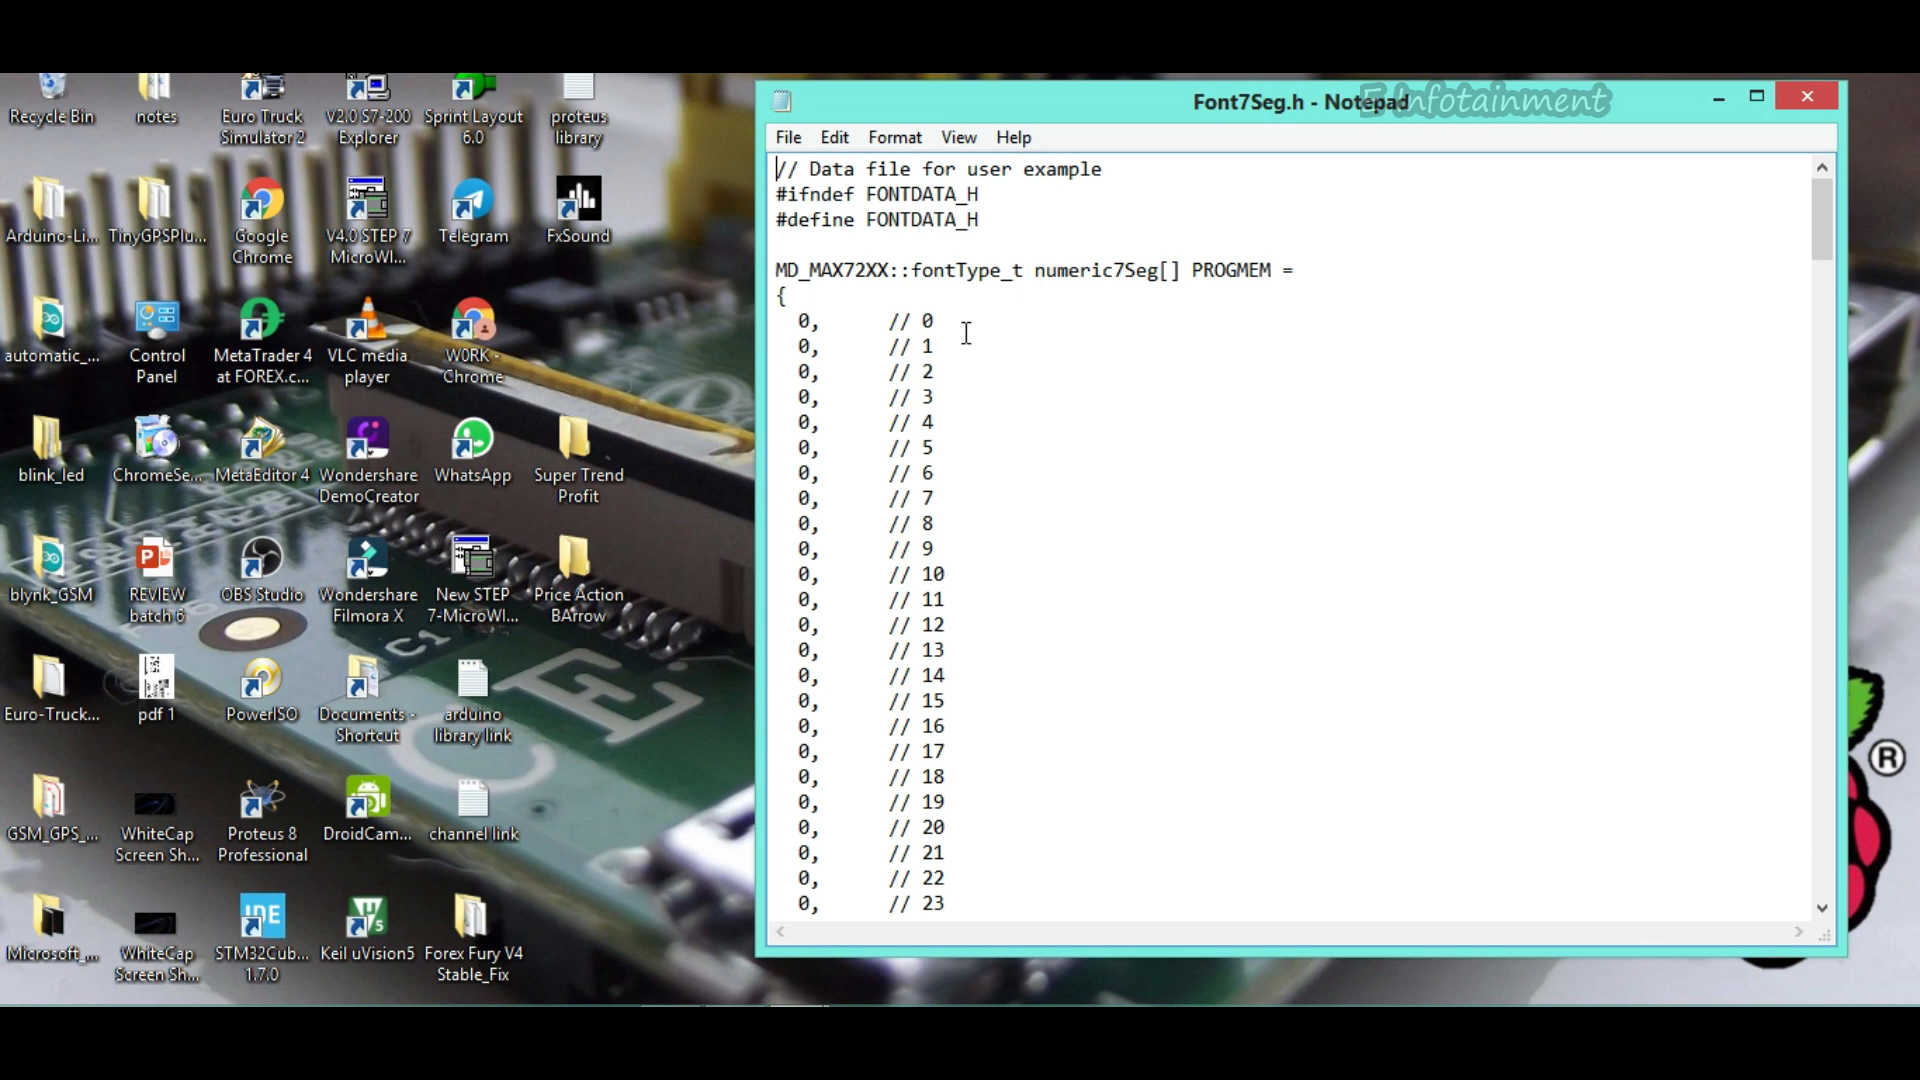 Recycle Bin
notes
Euro Truck
Simulator 2
V2.0 S7-200
Explorer
Sprint Layout
6.0
proteus
library
Arduino-Li...
TinyGPSPlu...
Google
Chrome
V4.0 STEP 7
MicroWI...
Telegram
FxSound
automatic_...
Control
Panel
MetaTrader 4
at FOREX.c...
VLC media
player
W0RK -
Chrome
blink_led
ChromeSe...
MetaEditor 4
Wondershare
DemoCreator
WhatsApp
Super Trend
Profit
blynk_GSM
REVIEW
batch 6
OBS Studio
Wondershare
Filmora X
New STEP
7-MicroWI...
Price Action
BArrow
Euro-Truck...
pdf 1
PowerISO
Documents -
Shortcut
arduino
library link
GSM_GPS_...
WhiteCap
Screen Sh...
Proteus 8
Professional
DroidCam...
channel link
Microsoft_...
WhiteCap
Screen Sh...
IDE
STM32Cub...
1.7.0
Keil uVision5
Forex Fury V4
Stable_Fix
C1
®
5 Infotainment
Font7Seg.h - Notepad
File Edit Format View Help
// Data file for user example
#ifndef FONTDATA_H
#define FONTDATA_H
MD_MAX72XX::fontType_t numeric7Seg[] PROGMEM =
{
0, // 0
0, // 1
0, // 2
0, // 3
0, // 4
0, // 5
0, // 6
0, // 7
0, // 8
0, // 9
0, // 10
0, // 11
0, // 12
0, // 13
0, // 14
0, // 15
0, // 16
0, // 17
0, // 18
0, // 19
0, // 20
0, // 21
0, // 22
0, // 23